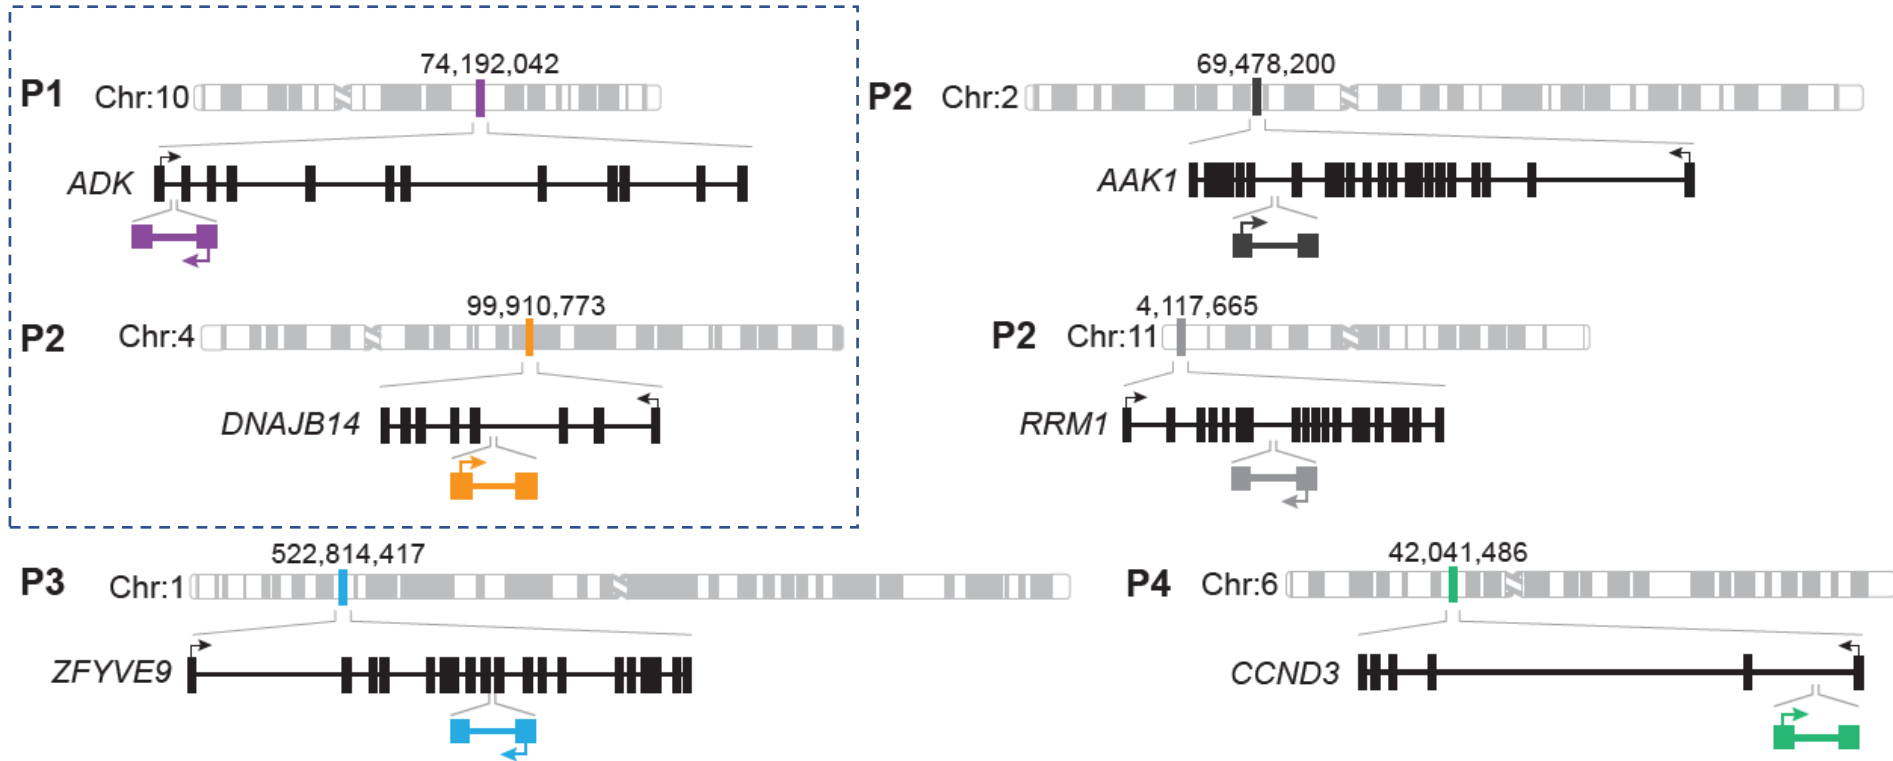 74,192,042
P1 Chr:10
ADK
99,910,773
P2 Chr:4
DNAJB14
522,814,417
P3 Chr:1
ZFYVE9
69,478,200
P2 Chr:2
AAK1
4,117,665
P2 Chr:11
RRM1
42,041,486
P4 Chr:6
CCND3